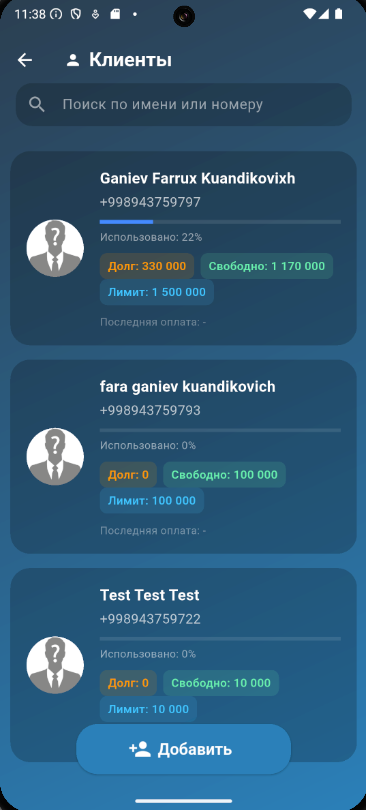 11:38
Клиенты
Поиск по имени или номеру
Ganiev Farrux Kuandikovixh
+998943759797
Использовано: 22%
Долг: 330 000 Свободно: 1 170 000
Лимит: 1 500 000
Последняя оплата: -
fara ganiev kuandikovich
+998943759793
Использовано: 0%
Долг: 0 Свободно: 100 000
Лимит: 100 000
Последняя оплата: -
Test Test Test
+998943759722
Использовано: 0%
Долг: 0 Свободно: 10 000
Лимит: 10 000
Добавить